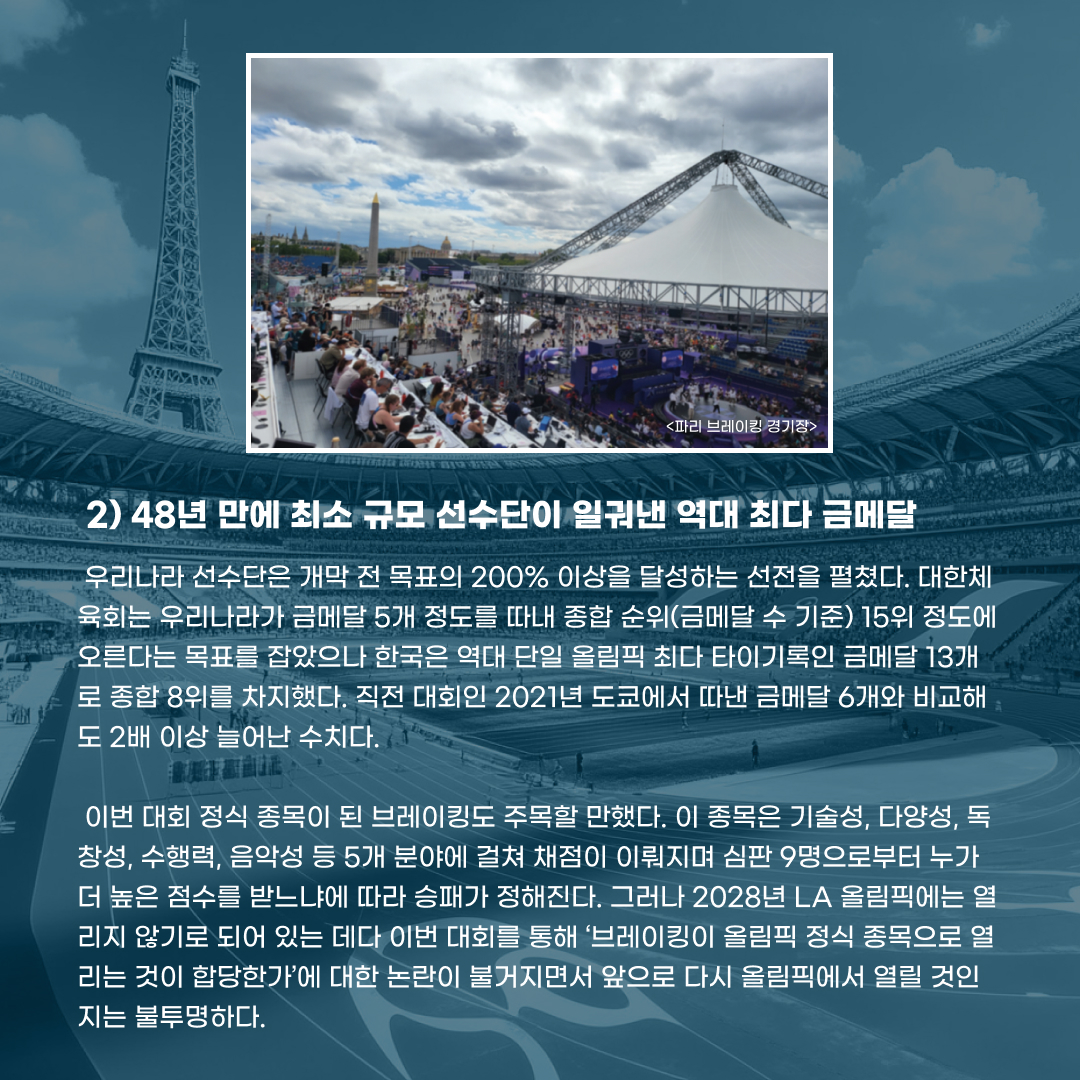 <파리 브레이킹 경기장>
2) 48년 만에 최소 규모 선수단이 일궈낸 역대 최다 금메달
우리나라 선수단은 개막 전 목표의 200% 이상을 달성하는 선전을 펼쳤다. 대한체
육회는 우리나라가 금메달 5개 정도를 따내 종합 순위(금메달 수 기준) 15위 정도에
오른다는 목표를 잡았으나 한국은 역대 단일 올림픽 최다 타이기록인 금메달 13개
로 종합 8위를 차지했다. 직전 대회인 2021년 도쿄에서 따낸 금메달 6개와 비교해
도 2배 이상 늘어난 수치다.
이번 대회 정식 종목이 된 브레이킹도 주목할 만했다. 이 종목은 기술성, 다양성, 독
창성, 수행력, 음악성 등 5개 분야에 걸쳐 채점이 이뤄지며 심판 9명으로부터 누가
더 높은 점수를 받느냐에 따라 승패가 정해진다. 그러나 2028년 LA 올림픽에는 열
리지 않기로 되어 있는 데다 이번 대회를 통해 ‘브레이킹이 올림픽 정식 종목으로 열
리는 것이 합당한가’에 대한 논란이 불거지면서 앞으로 다시 올림픽에서 열릴 것인
지는 불투명하다.